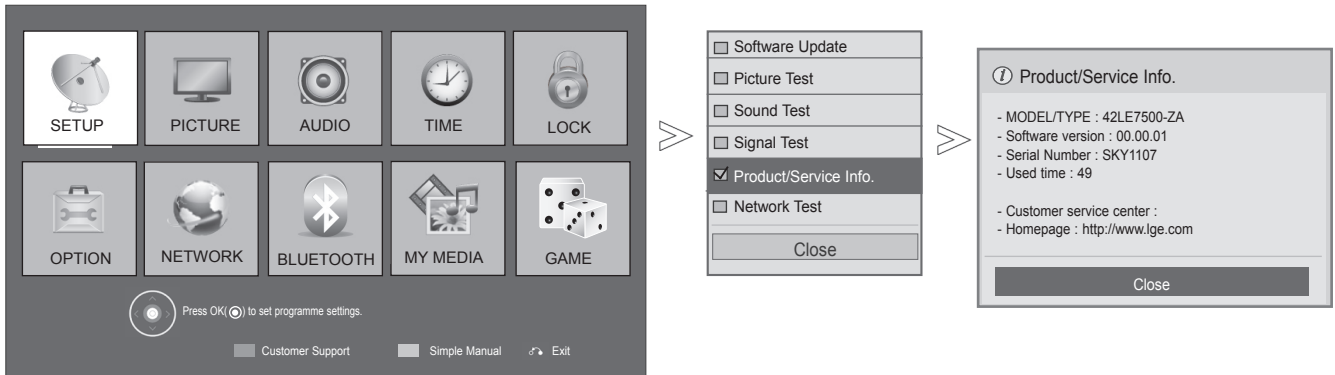 SETUP
PICTURE
AUDIO
TIME
LOCK
OPTION
NETWORK
BLUETOOTH
MY MEDIA
GAME
Press OK( ) to set programme settings.
Customer Support
Simple Manual
Exit
Software Update
Picture Test
Sound Test
Signal Test
Product/Service Info.
Network Test
Close
i Product/Service Info.
- MODEL/TYPE : 42LE7500-ZA
- Software version : 00.00.01
- Serial Number : SKY1107
- Used time : 49
- Customer service center :
- Homepage : http://www.lge.com
Close